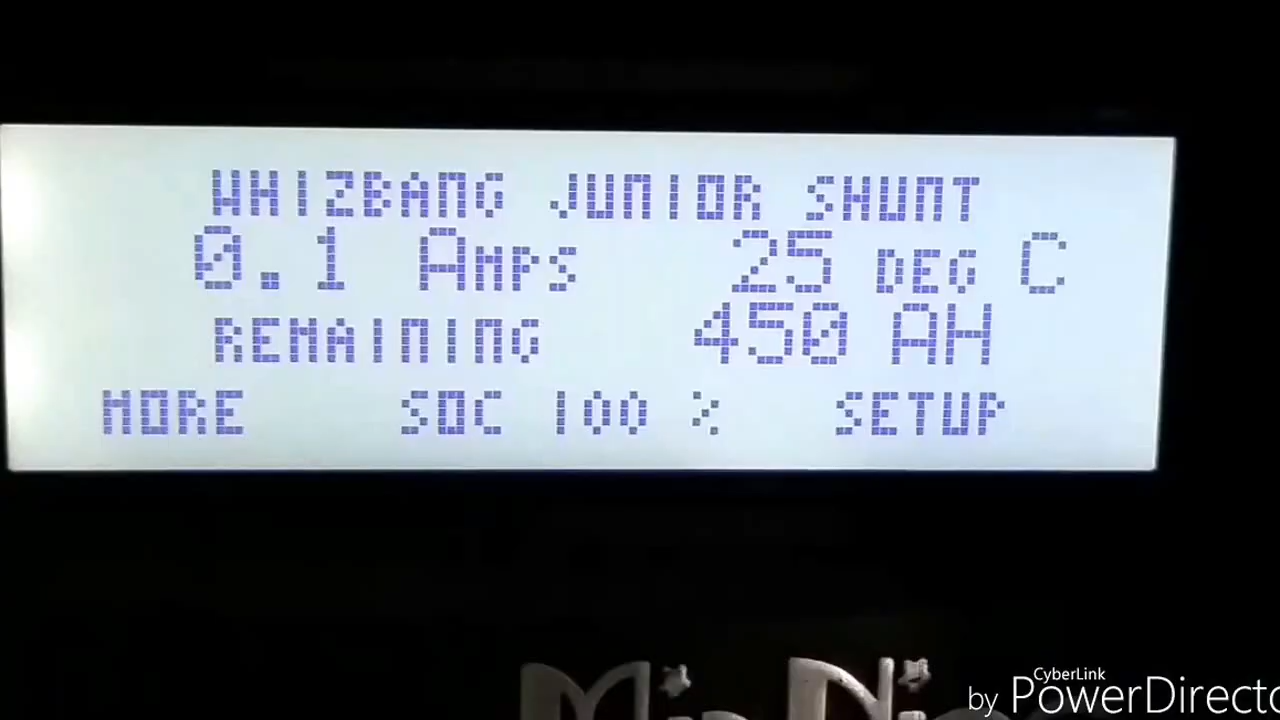 WHIZBANG JUNIOR SHUNT
0.1 AMPS 25 DEG C
REMAINING 450 AH
MORE SOC 100 % SETUP
CyberLink
by PowerDirecto